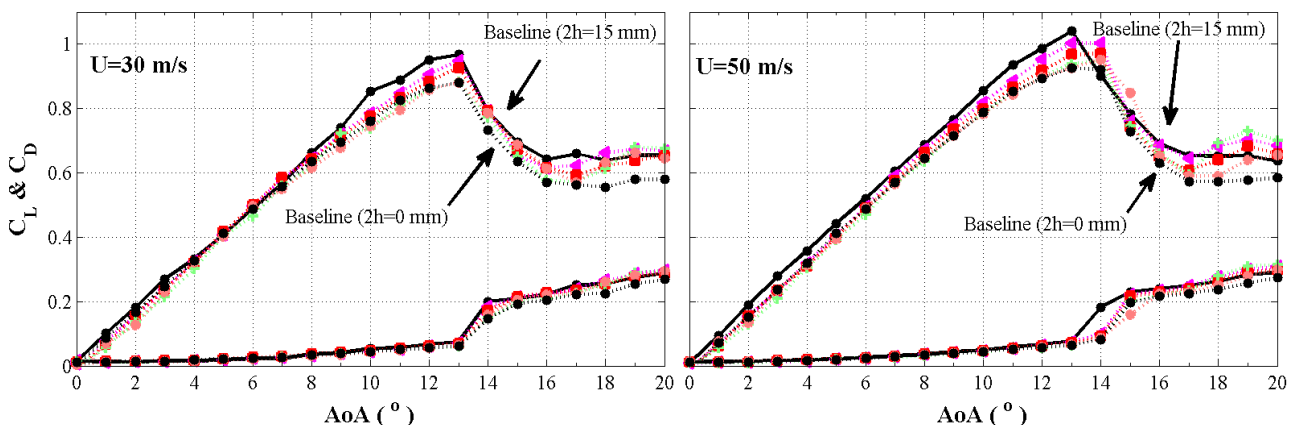 Baseline (2h=15 mm)
U=30 m/s
Baseline (2h=0 mm)
C_L & C_D
1
0.8
0.6
0.4
0.2
0
0 2 4 6 8 10 12 14 16 18 20
AoA ( ° )
Baseline (2h=15 mm)
U=50 m/s
Baseline (2h=0 mm)
0 2 4 6 8 10 12 14 16 18 20
AoA ( ° )